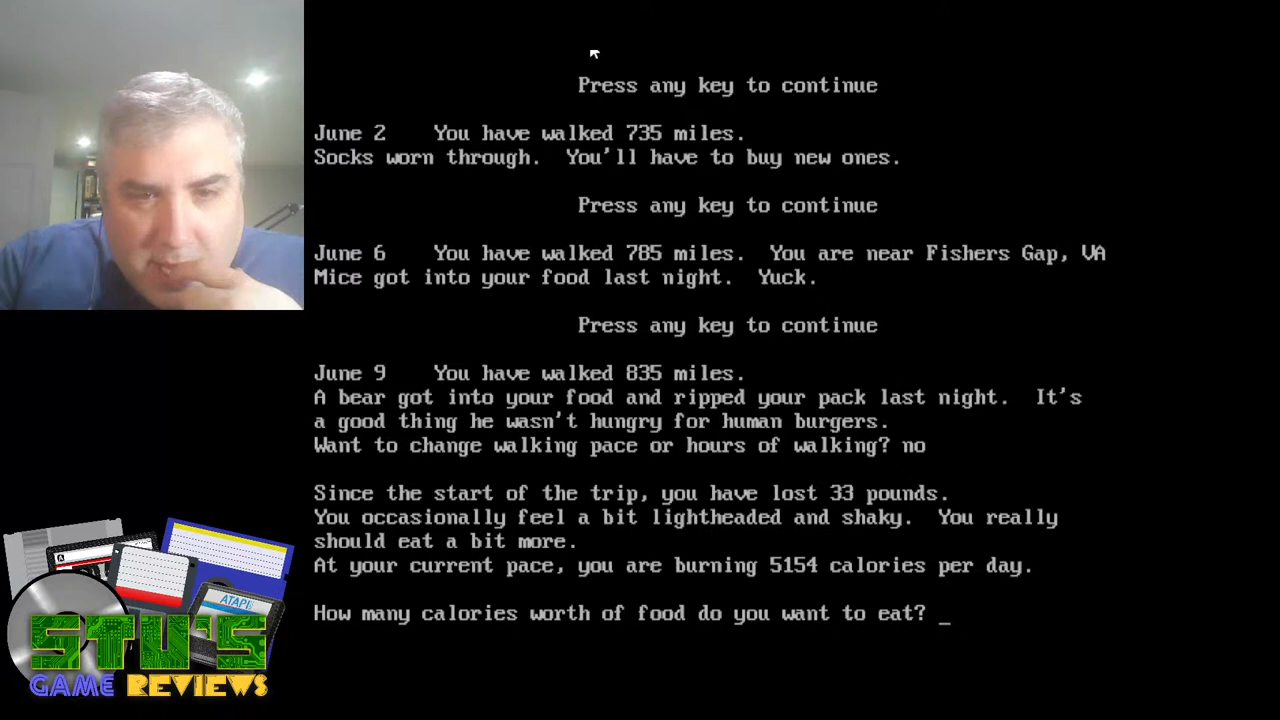 Press any key to continue
June 2    You have walked 735 miles.
Socks worn through.  You'll have to buy new ones.
Press any key to continue
June 6    You have walked 785 miles.  You are near Fishers Gap, VA
Mice got into your food last night.  Yuck.
Press any key to continue
June 9    You have walked 835 miles.
A bear got into your food and ripped your pack last night.  It's
a good thing he wasn't hungry for human burgers.
Want to change walking pace or hours of walking? no
Since the start of the trip, you have lost 33 pounds.
You occasionally feel a bit lightheaded and shaky.  You really
should eat a bit more.
At your current pace, you are burning 5154 calories per day.
How many calories worth of food do you want to eat? _
ATARI
STU'S
GAME REVIEWS